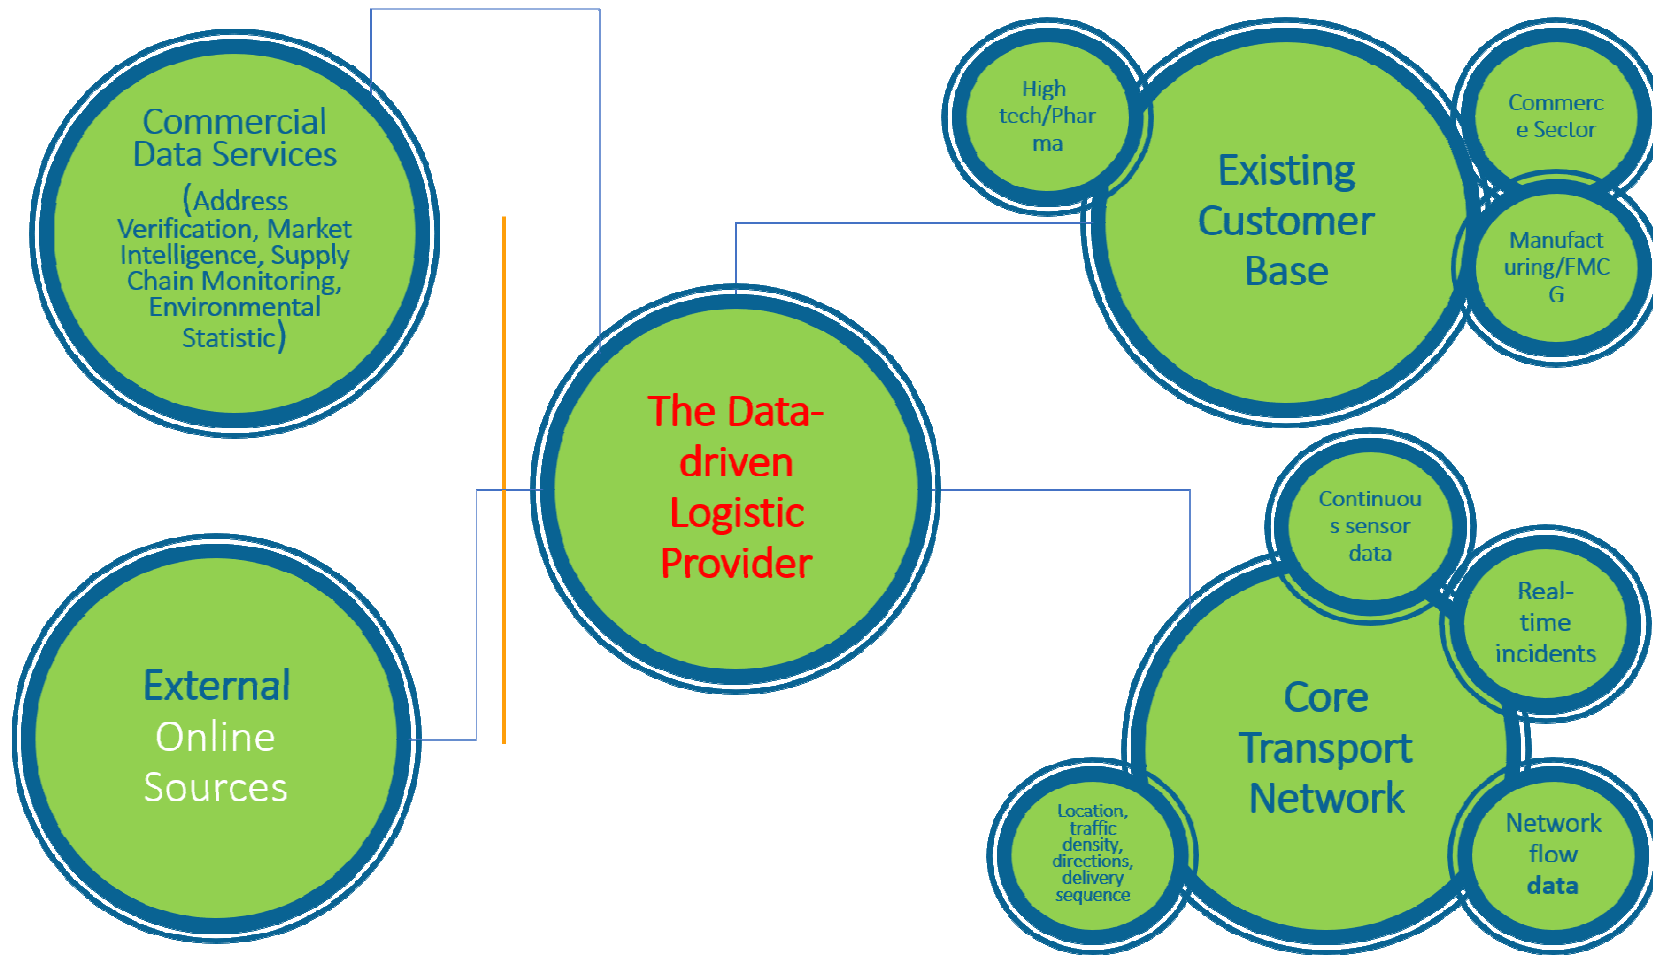 Commercial
Data Services
(Address
Verification, Market
Intelligence, Supply
Chain Monitoring,
Environmental
Statistic)
External
Online
Sources
The Data-
driven
Logistic
Provider
High
tech/Phar
ma
Existing
Customer
Base
Commerc
e Sector
Manufact
uring/FMC
G
Continuou
s sensor
data
Real-
time
incidents
Core
Transport
Network
Location,
traffic
density,
directions,
delivery
sequence
Network
flow
data